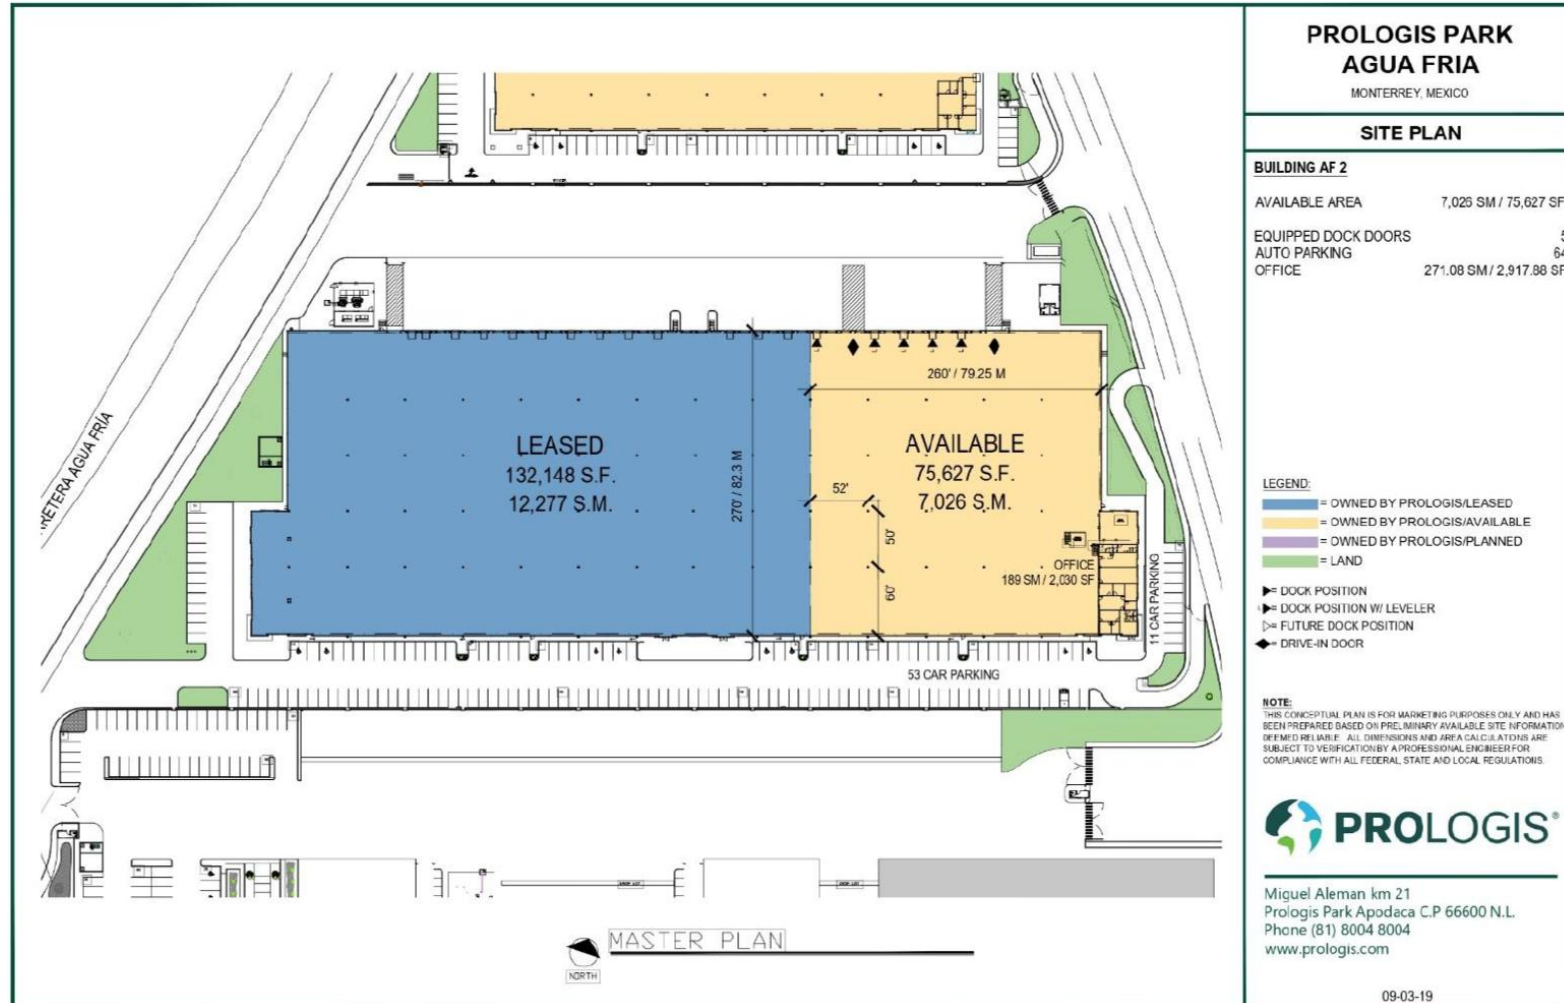 PROLOGIS PARK
AGUA FRIA
MONTERREY, MEXICO
SITE PLAN
BUILDING AF 2
AVAILABLE AREA 7,026 SM / 75,627 SF
EQUIPPED DOCK DOORS 5
AUTO PARKING 64
OFFICE 271.08 SM / 2,917.88 SF
RETERA AGUA FRÍA
LEASED
132,148 S.F.
12,277 S.M.
270' / 82.3 M
260' / 79.25 M
AVAILABLE
75,627 S.F.
7,026 S.M.
52'
50'
60'
OFFICE
189 SM / 2,030 SF
11 CAR PARKING
53 CAR PARKING
LEGEND:
= OWNED BY PROLOGIS/LEASED
= OWNED BY PROLOGIS/AVAILABLE
= OWNED BY PROLOGIS/PLANNED
= LAND
= DOCK POSITION
= DOCK POSITION W/ LEVELER
= FUTURE DOCK POSITION
= DRIVE-IN DOOR
NOTE:
THIS CONCEPTUAL PLAN IS FOR MARKETING PURPOSES ONLY AND HAS
BEEN PREPARED BASED ON PRELIMINARY AVAILABLE SITE INFORMATION
DEEMED RELIABLE. ALL DIMENSIONS AND AREA CALCULATIONS ARE
SUBJECT TO VERIFICATION BY A PROFESSIONAL ENGINEER FOR
COMPLIANCE WITH ALL FEDERAL, STATE AND LOCAL REGULATIONS.
PROLOGIS®
Miguel Aleman km 21
Prologis Park Apodaca C.P 66600 N.L.
Phone (81) 8004 8004
www.prologis.com
09-03-19
MASTER PLAN
NORTH